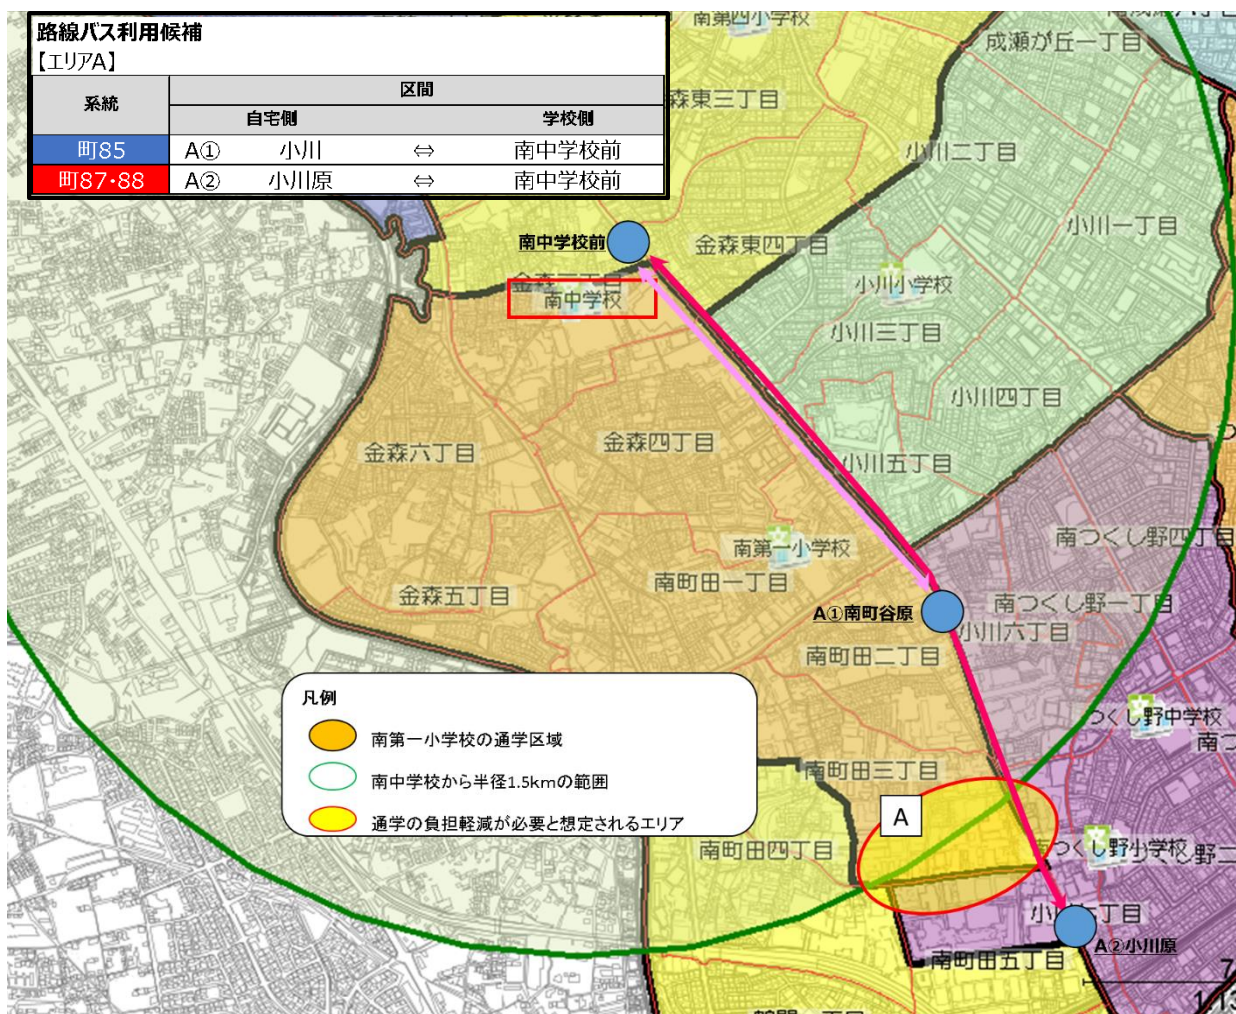 路線バス利用候補
【エリアA】
系統
区間
自宅側
学校側
町85
A①
小川
⇔
南中学校前
町87・88
A②
小川原
⇔
南中学校前
南第四小学校
成瀬が丘一丁目
森東三丁目
小川二丁目
小川一丁目
南中学校前
金森東四丁目
小川小学校
南中学校
小川三丁目
小川四丁目
金森四丁目
金森六丁目
小川五丁目
南つくし野四丁目
南第一小学校
南町田一丁目
金森五丁目
南つくし野一丁目
A①南町谷原
小川六丁目
南町田二丁目
凡例
南第一小学校の通学区域
南中学校から半径1.5kmの範囲
通学の負担軽減が必要と想定されるエリア
つくし野中学校
南つ
南町田三丁目
A
南町田四丁目
つくし野小学校
A②小川原
南町田五丁目